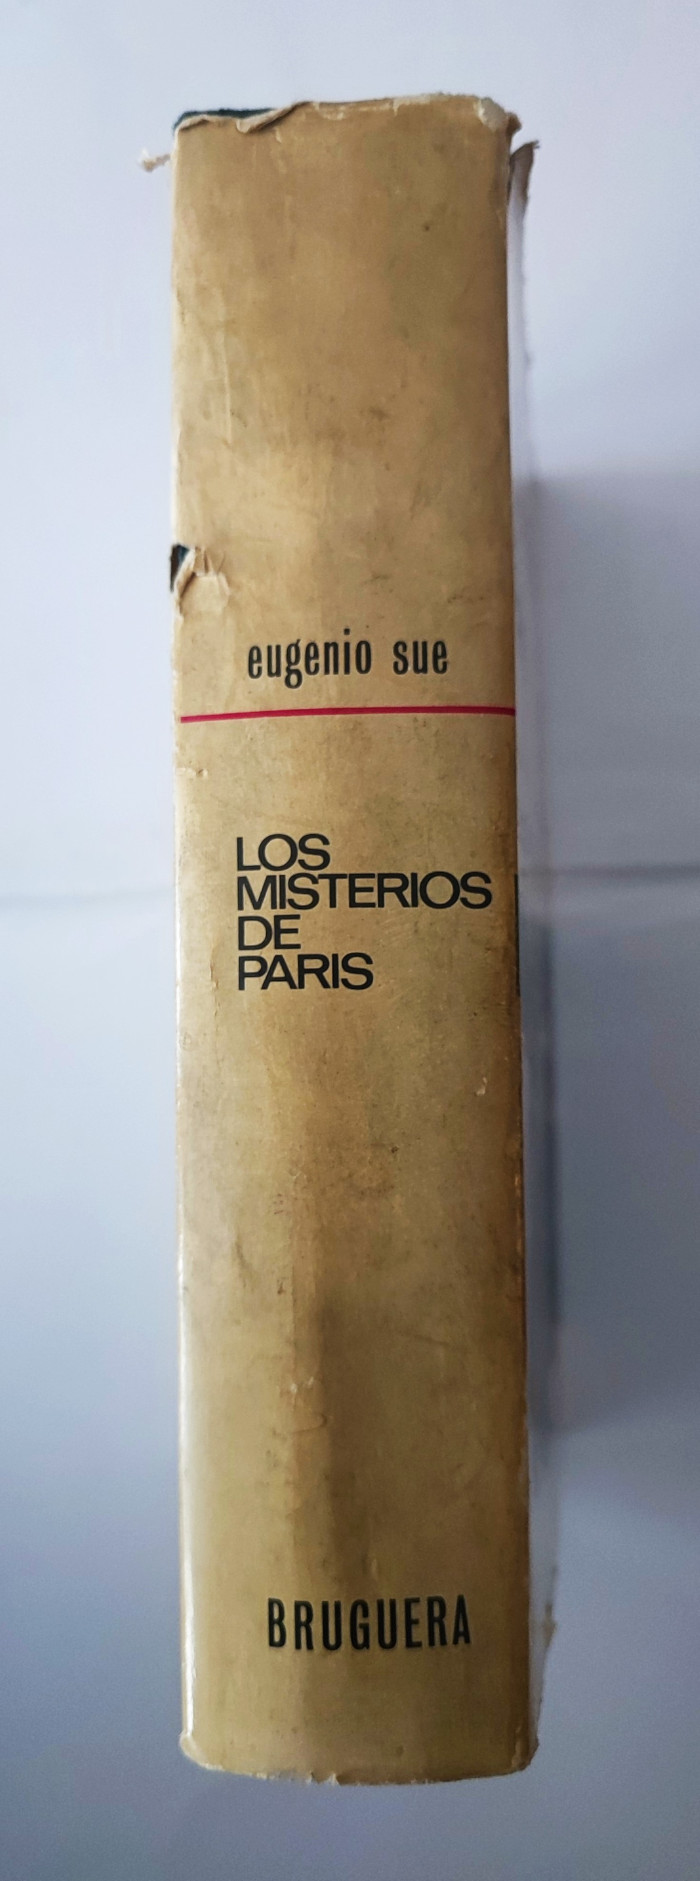 eugenio sue
LOS
MISTERIOS
DE
PARIS
BRUGUERA